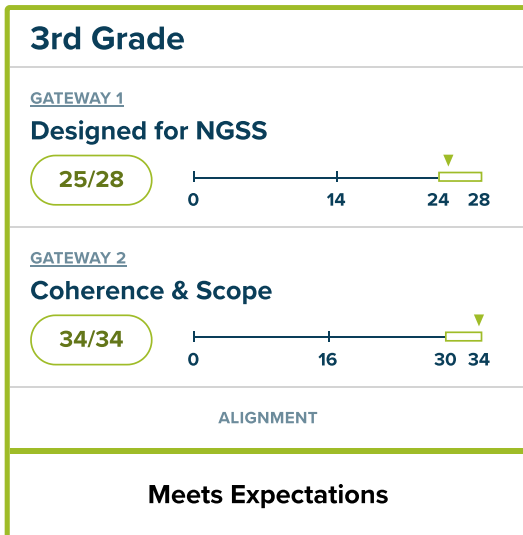 3rd Grade
GATEWAY 1
Designed for NGSS
25/28
0 14 24 28
GATEWAY 2
Coherence & Scope
34/34
0 16 30 34
ALIGNMENT
Meets Expectations